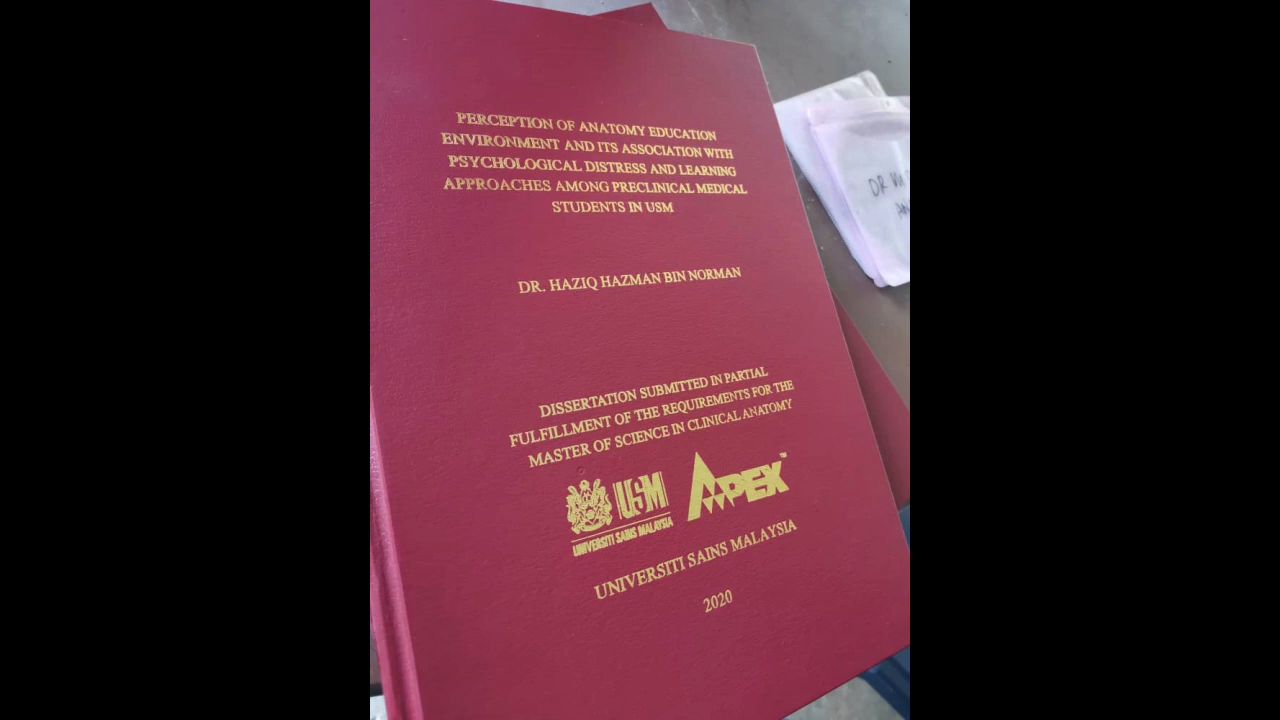 PERCEPTION OF ANATOMY EDUCATION
ENVIRONMENT AND ITS ASSOCIATION WITH
PSYCHOLOGICAL DISTRESS AND LEARNING
APPROACHES AMONG PRECLINICAL MEDICAL
STUDENTS IN USM
DR. HAZIQ HAZMAN BIN NORMAN
DISSERTATION SUBMITTED IN PARTIAL
FULFILLMENT OF THE REQUIREMENTS FOR THE
MASTER OF SCIENCE IN CLINICAL ANATOMY
USM
UNIVERSITI SAINS MALAYSIA
APEX™
UNIVERSITI SAINS MALAYSIA
2020
DR